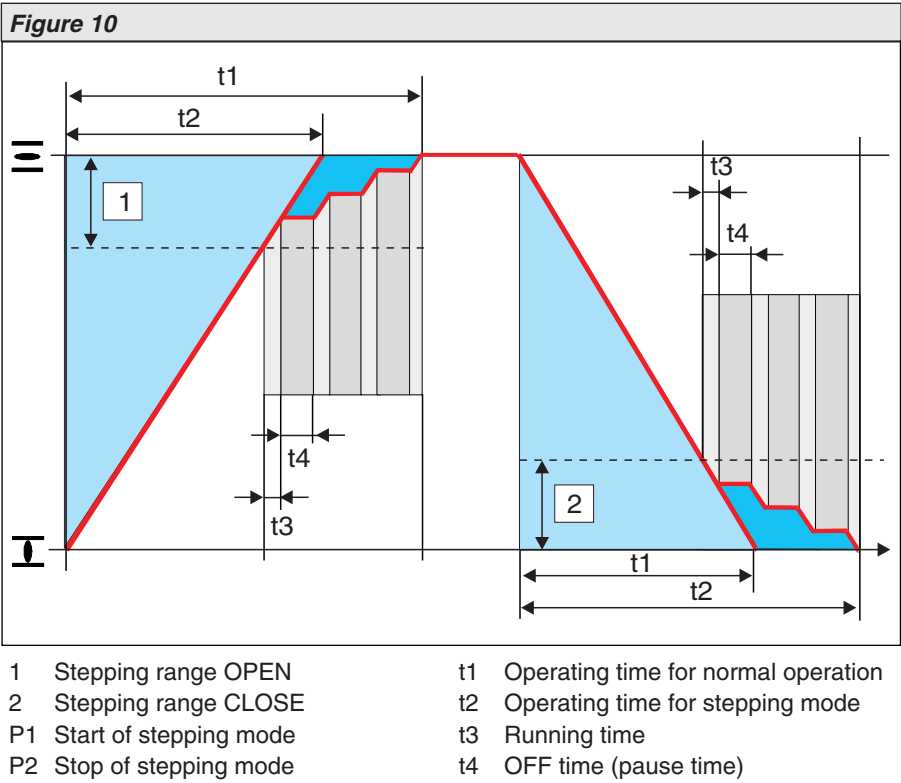 Figure 10
t1
t2
t3
1
t4
t4
2
t3
t1
t2
1 Stepping range OPEN
2 Stepping range CLOSE
P1 Start of stepping mode
P2 Stop of stepping mode
t1 Operating time for normal operation
t2 Operating time for stepping mode
t3 Running time
t4 OFF time (pause time)